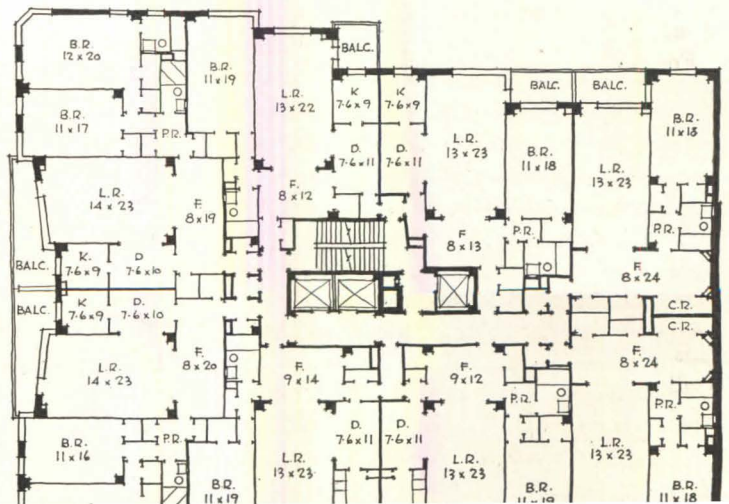 B.R.
12 x 20
B.R.
11 x 19
L.R.
13 x 22
BALC.
K
7-6 x 9
K
7-6 x 9
BALC.
BALC.
B.R.
11 x 18
B.R.
11 x 17
P.R.
D.
7-6 x 11
D.
7-6 x 11
L.R.
13 x 23
B.R.
11 x 18
L.R.
13 x 23
L.R.
14 x 23
F.
8 x 19
F.
8 x 12
F.
8 x 13
P.R.
P.R.
BALC.
K.
7-6 x 9
D
7-6 x 10
F.
8 x 24
C.R.
BALC.
K
7-6 x 9
D.
7-6 x 10
C.R.
L.R.
14 x 23
F.
8 x 20
F.
9 x 14
F.
9 x 12
F.
8 x 24
P.R.
P.R.
B.R.
11 x 16
P.R.
D.
7-6 x 11
D.
7-6 x 11
L.R.
13 x 23
L.R.
13 x 23
L.R.
13 x 23
B.R.
11 x 19
B.R.
11 x 19
B.R.
11 x 18